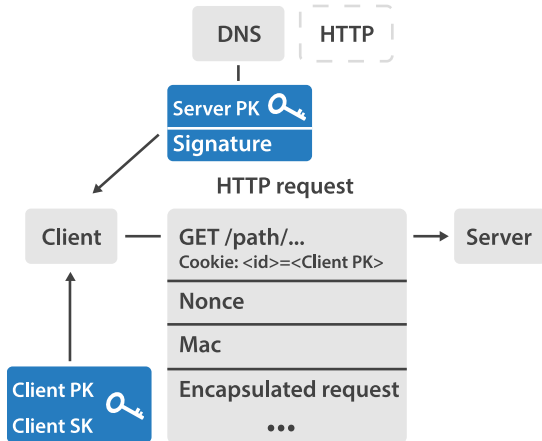 DNS
HTTP
Server PK
Signature
HTTP request
Client
GET /path/...
Cookie: <id>=<Client PK>
Server
Nonce
Mac
Encapsulated request
...
Client PK
Client SK